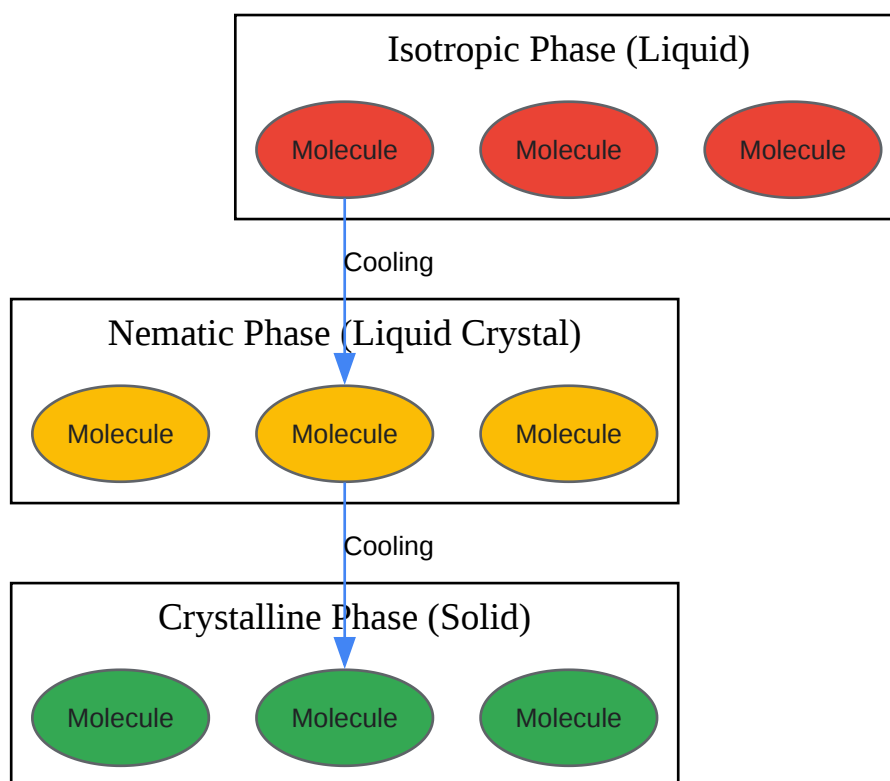 Isotropic Phase (Liquid)
Molecule Molecule Molecule
Cooling
Nematic Phase (Liquid Crystal)
Molecule Molecule Molecule
Cooling
Crystalline Phase (Solid)
Molecule Molecule Molecule